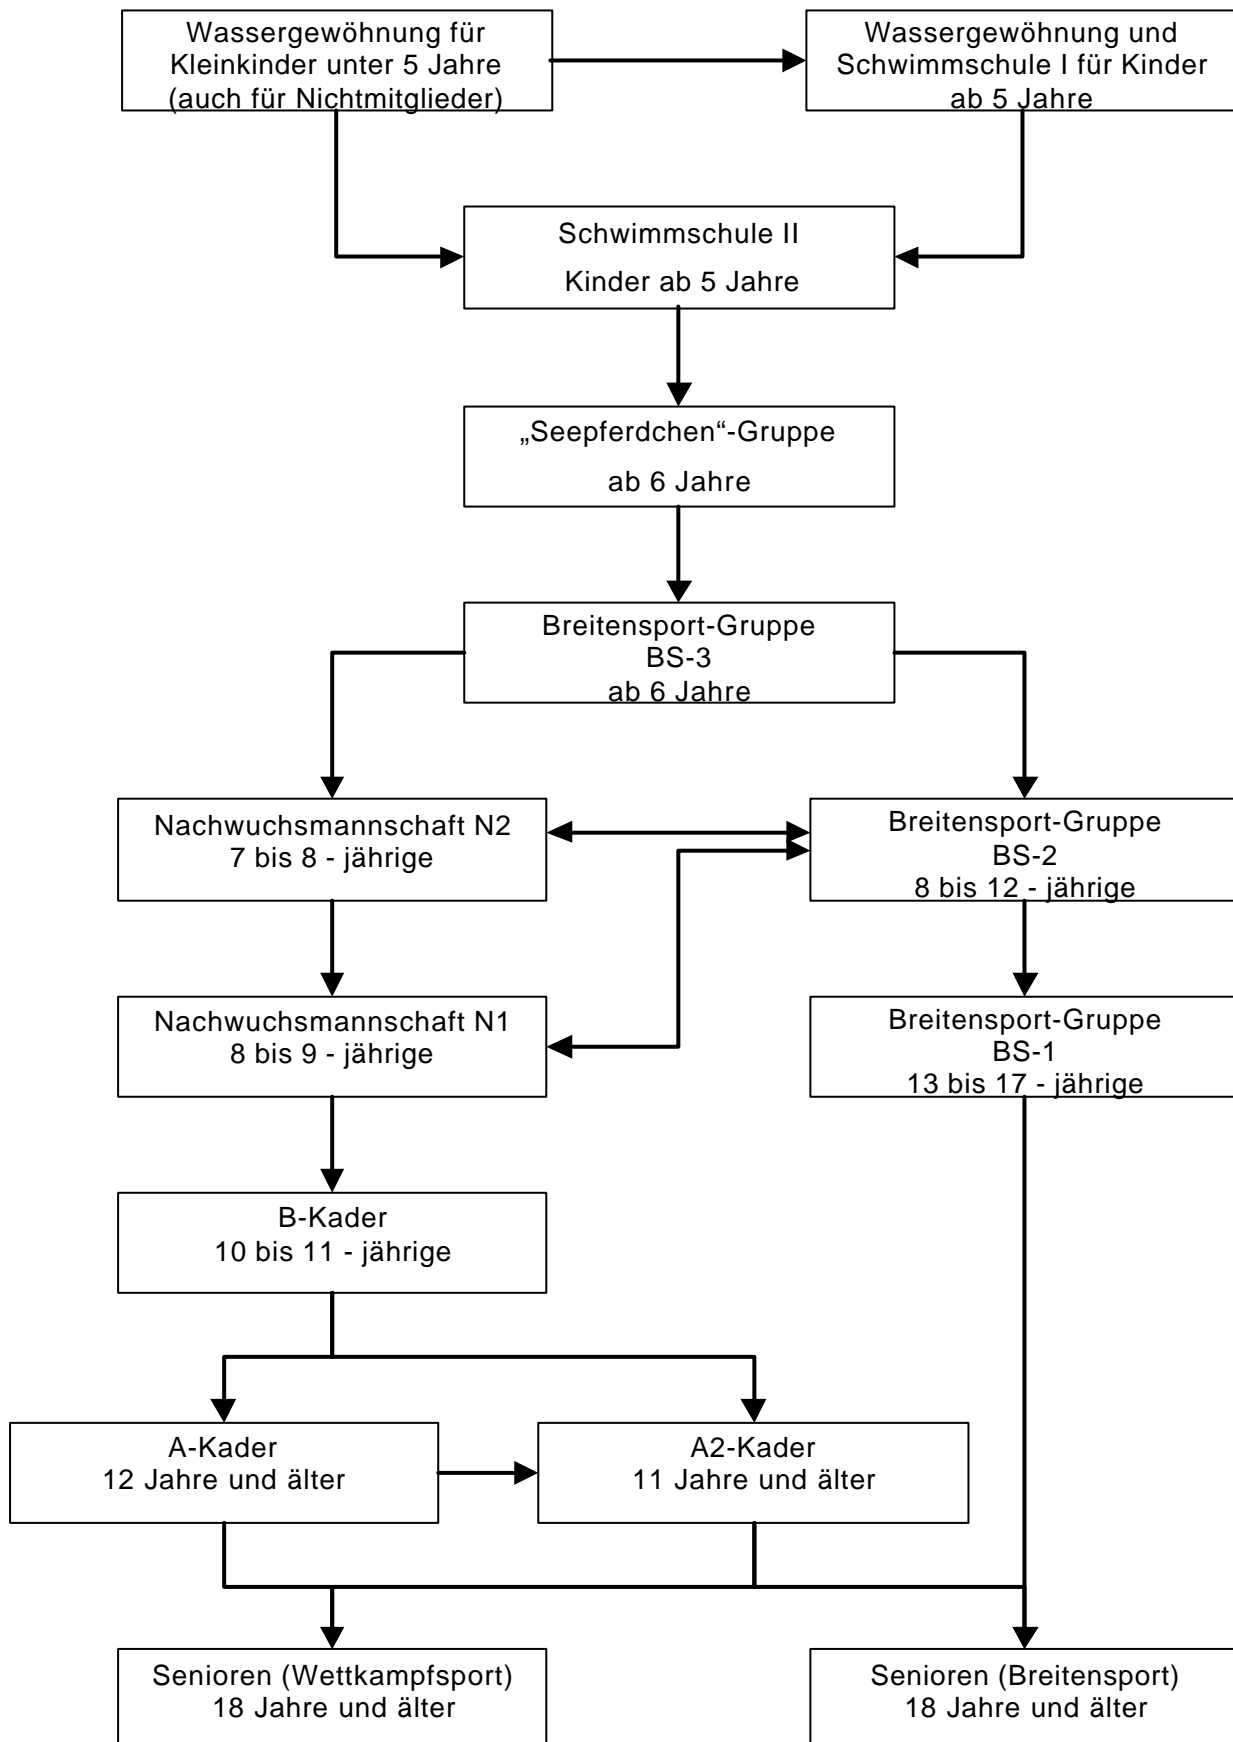 Wassergewöhnung für
Kleinkinder unter 5 Jahre
(auch für Nichtmitglieder)
Wassergewöhnung und
Schwimmschule I für Kinder
ab 5 Jahre
Schwimmschule II
Kinder ab 5 Jahre
„Seepferdchen“-Gruppe
ab 6 Jahre
Breitensport-Gruppe
BS-3
ab 6 Jahre
Nachwuchsmannschaft N2
7 bis 8 - jährige
Breitensport-Gruppe
BS-2
8 bis 12 - jährige
Nachwuchsmannschaft N1
8 bis 9 - jährige
Breitensport-Gruppe
BS-1
13 bis 17 - jährige
B-Kader
10 bis 11 - jährige
A-Kader
12 Jahre und älter
A2-Kader
11 Jahre und älter
Senioren (Wettkampfsport)
18 Jahre und älter
Senioren (Breitensport)
18 Jahre und älter